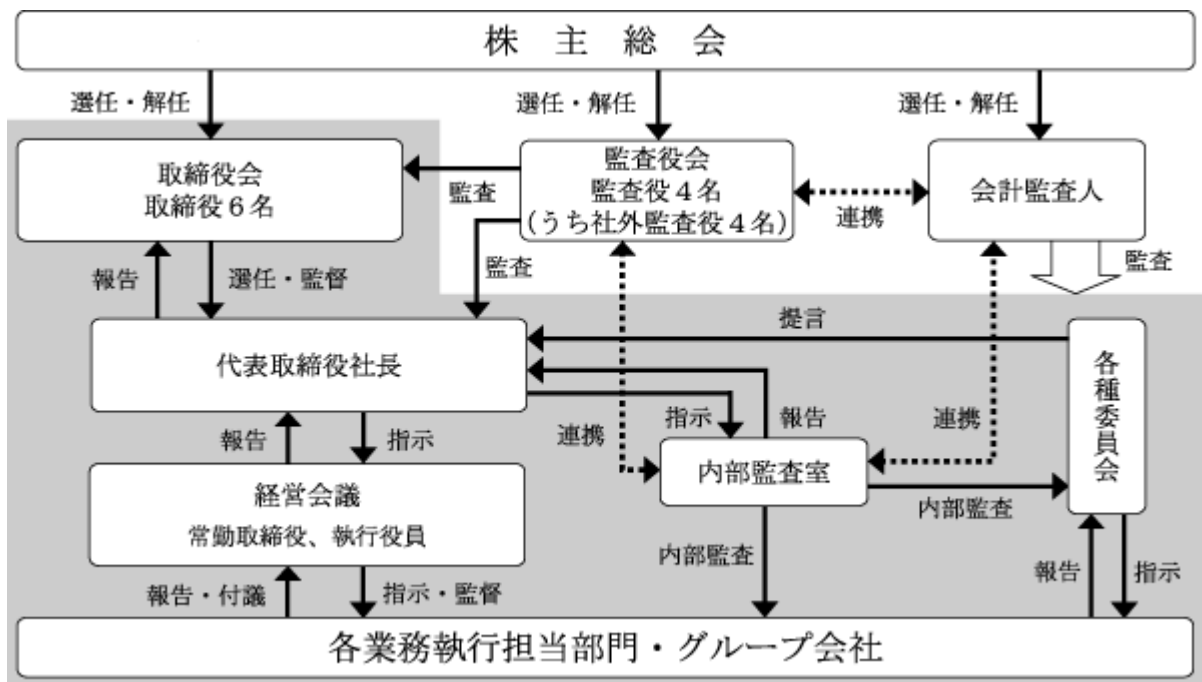 株主総会
選任・解任
選任・解任
選任・解任
取締役会
取締役6名
監査
監査役会
監査役4名
(うち社外監査役4名)
連携
会計監査人
監査
監査
報告
選任・監督
提言
代表取締役社長
各種委員会
指示
報告
連携
連携
報告
指示
内部監査室
内部監査
経営会議
常勤取締役、執行役員
内部監査
報告
指示
報告・付議
指示・監督
各業務執行担当部門・グループ会社